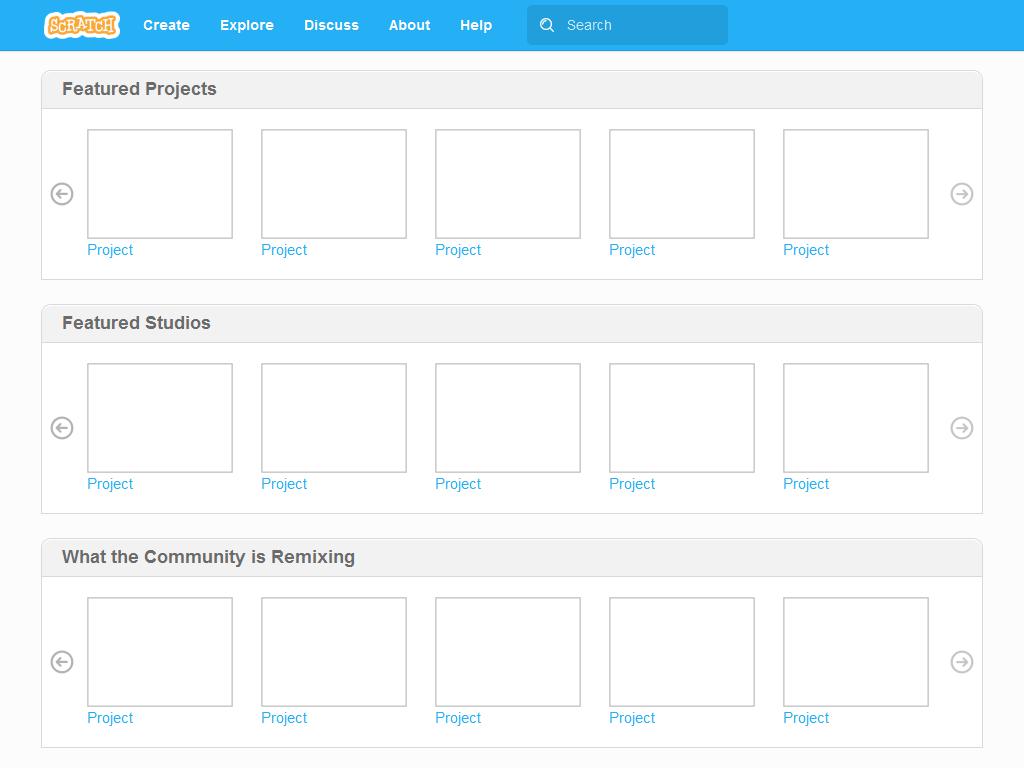 SCRATCH Create Explore Discuss About Help Search
Featured Projects
Project Project Project Project Project
Featured Studios
Project Project Project Project Project
What the Community is Remixing
Project Project Project Project Project